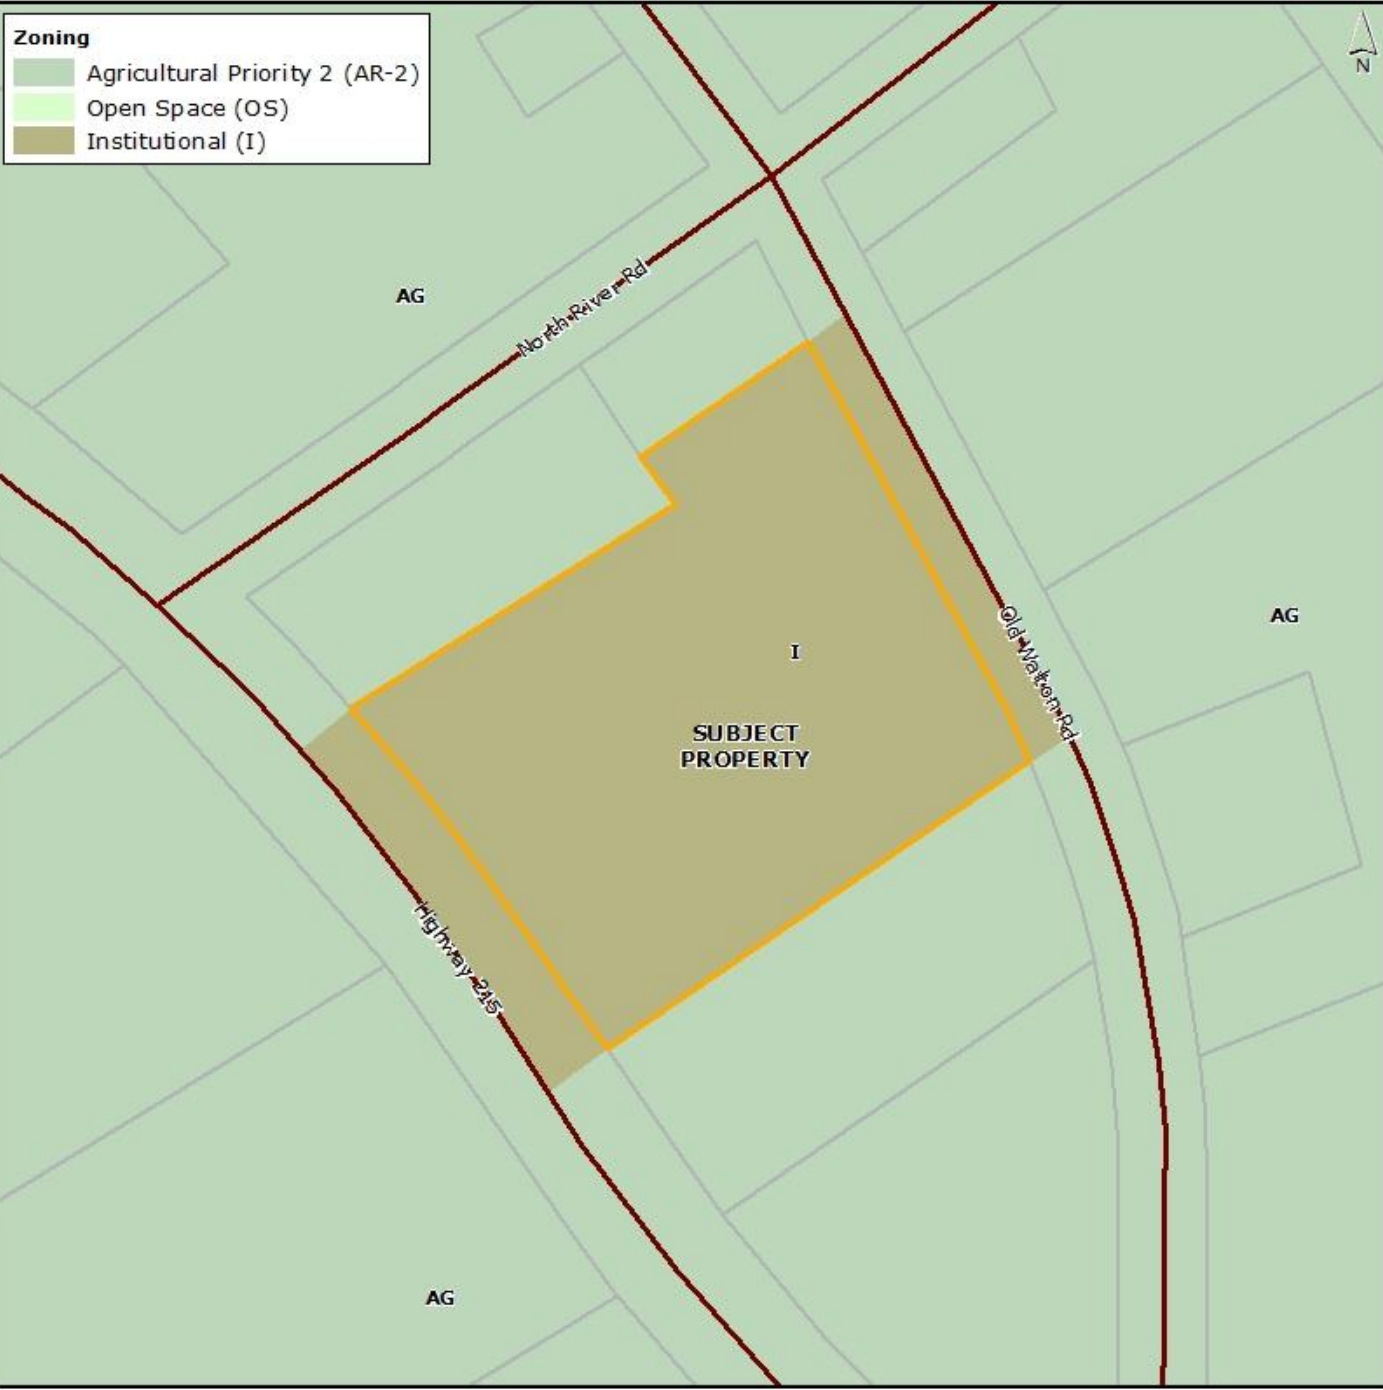 Zoning
Agricultural Priority 2 (AR-2)
Open Space (OS)
Institutional (I)
N
AG
North River Rd
Old Walton Rd
AG
I
SUBJECT
PROPERTY
Highway 215
AG